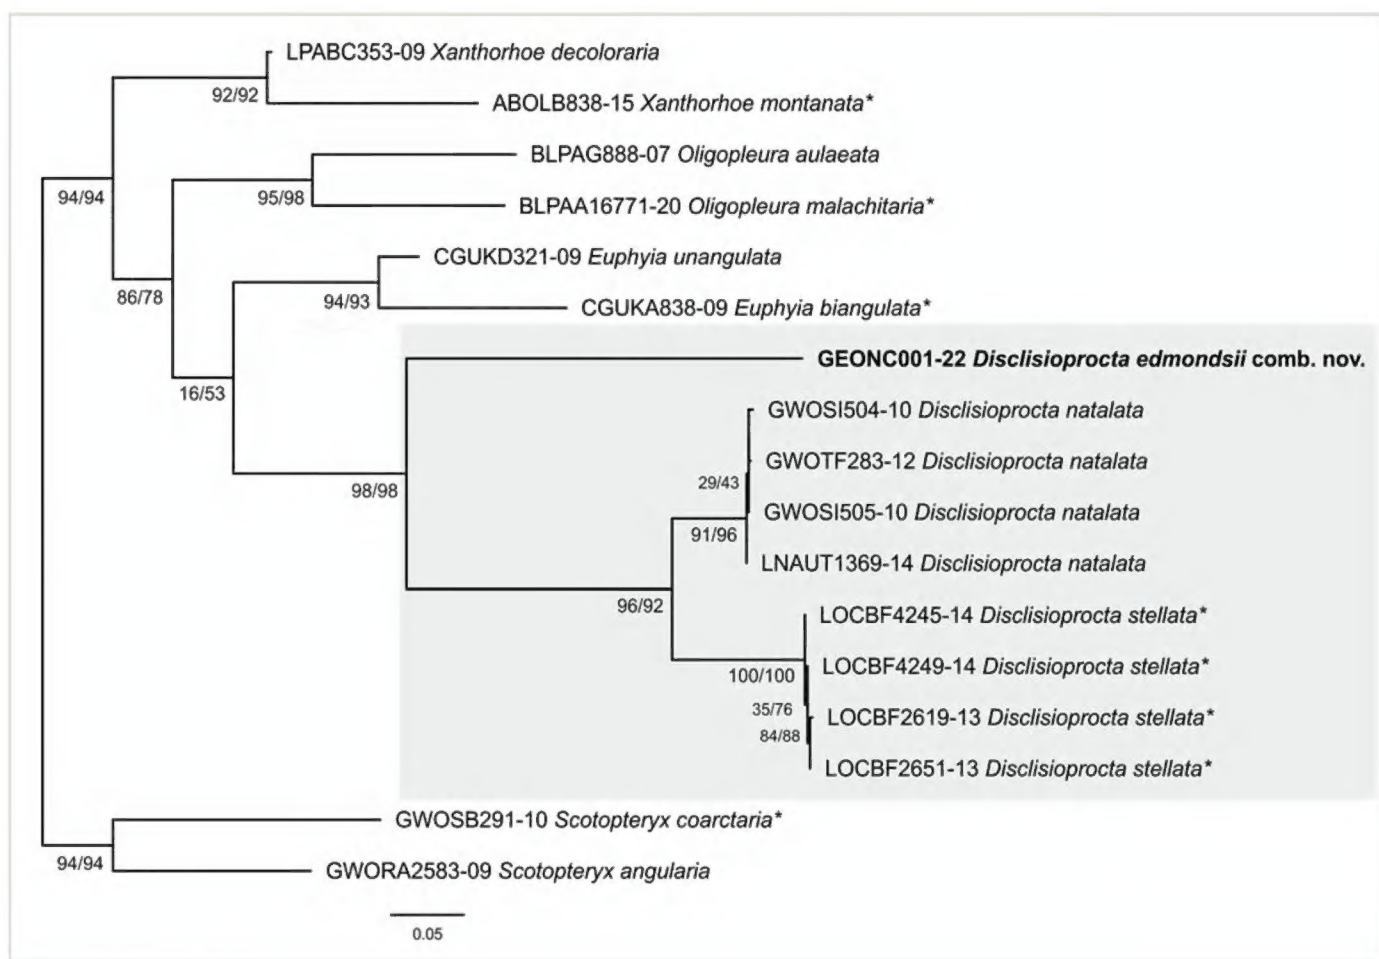 LPABC353-09 Xanthorhoe decoloraria
92/92
ABOLB838-15 Xanthorhoe montanata*
BLPAG888-07 Oligopleura aulaeata
94/94
95/98
BLPAA16771-20 Oligopleura malachitaria*
CGUKD321-09 Euphyia unangulata
86/78
94/93
CGUKA838-09 Euphyia biangulata*
GEONC001-22 Disclisioprocta edmondsii comb. nov.
16/53
GWOSI504-10 Disclisioprocta natalata
GWOTF283-12 Disclisioprocta natalata
98/98
29/43
GWOSI505-10 Disclisioprocta natalata
91/96
LNAUT1369-14 Disclisioprocta natalata
96/92
LOCBF4245-14 Disclisioprocta stellata*
LOCBF4249-14 Disclisioprocta stellata*
100/100
35/76
LOCBF2619-13 Disclisioprocta stellata*
84/88
LOCBF2651-13 Disclisioprocta stellata*
GWOSB291-10 Scotopteryx coarctaria*
94/94
GWORA2583-09 Scotopteryx angularia
0.05